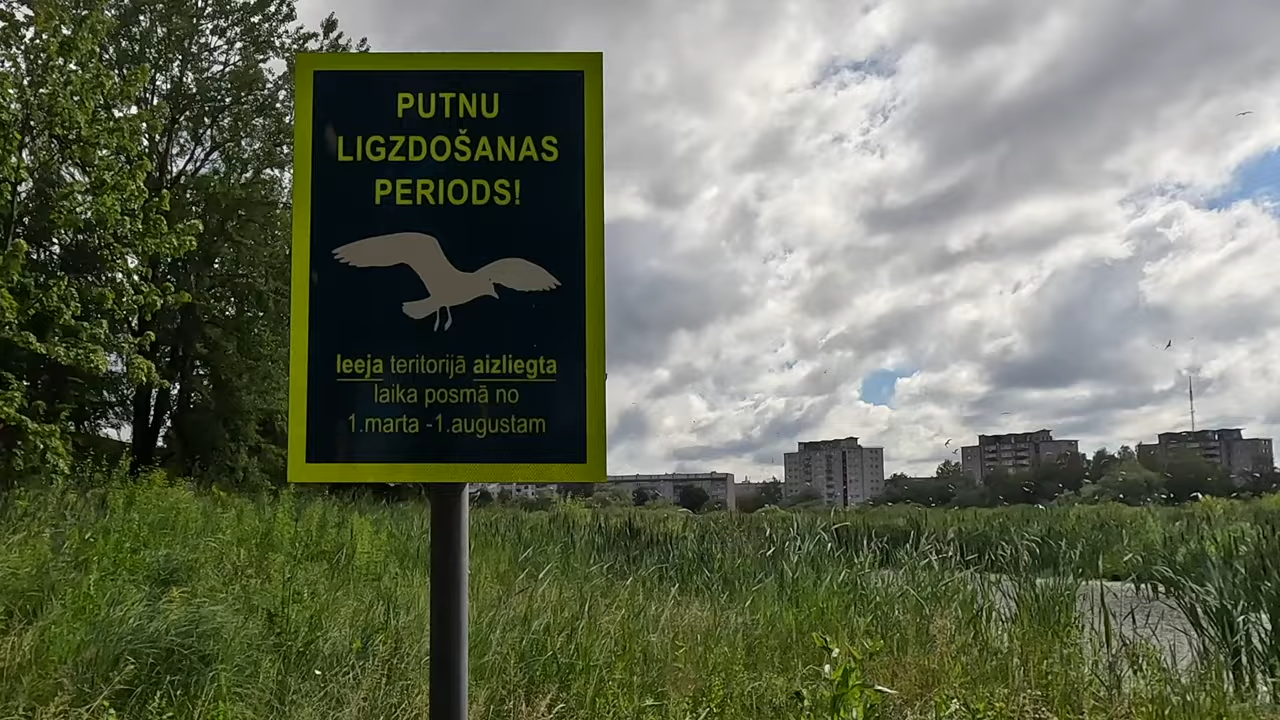 PUTNU
LIGZDOŠANAS
PERIODS!
Ieeja teritorijā aizliegta
laika posmā no
1.marta -1.augustam